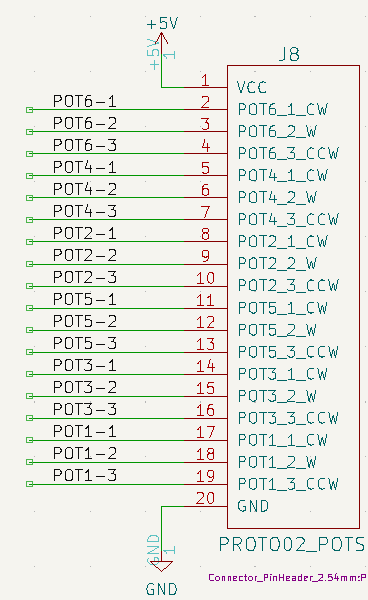 +5V
+5V
1
J8
1 VCC
POT6-1 2 POT6_1_CW
POT6-2 3 POT6_2_W
POT6-3 4 POT6_3_CCW
POT4-1 5 POT4_1_CW
POT4-2 6 POT4_2_W
POT4-3 7 POT4_3_CCW
POT2-1 8 POT2_1_CW
POT2-2 9 POT2_2_W
POT2-3 10 POT2_3_CCW
POT5-1 11 POT5_1_CW
POT5-2 12 POT5_2_W
POT5-3 13 POT5_3_CCW
POT3-1 14 POT3_1_CW
POT3-2 15 POT3_2_W
POT3-3 16 POT3_3_CCW
POT1-1 17 POT1_1_CW
POT1-2 18 POT1_2_W
POT1-3 19 POT1_3_CCW
20 GND
GND
1
GND
PROTO02_POTS
Connector_PinHeader_2.54mm:P